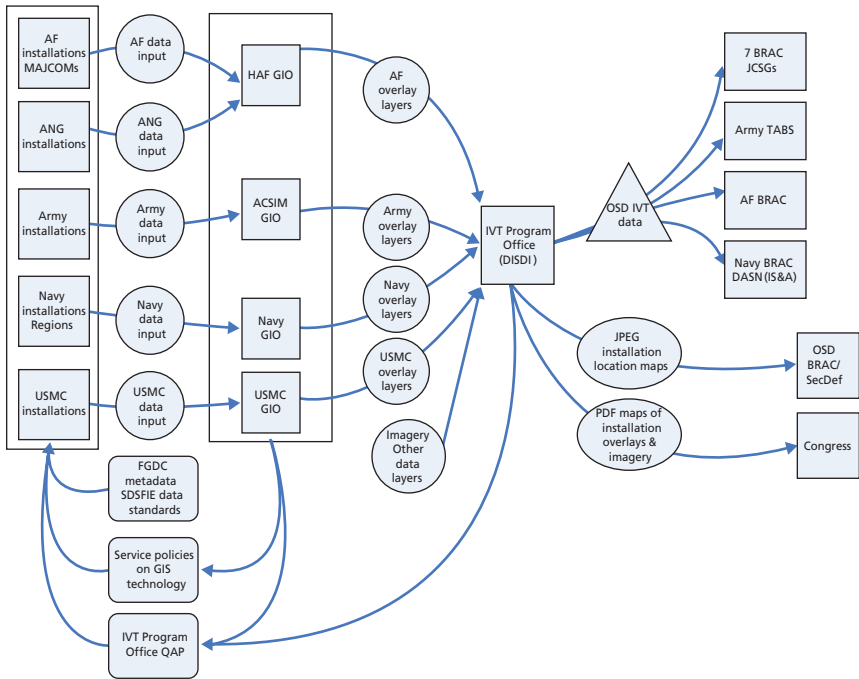 AF
installations
MAJCOMs
AF data
input
HAF GIO
AF
overlay
layers
ANG
installations
ANG
data
input
Army
installations
Army
data
input
ACSIM
GIO
Army
overlay
layers
Navy
installations
Regions
Navy
data
input
Navy
GIO
Navy
overlay
layers
USMC
installations
USMC
data
input
USMC
GIO
USMC
overlay
layers
Imagery
Other
data
layers
IVT Program
Office
(DISDI)
OSD IVT
data
7 BRAC
JCSGs
Army TABS
AF BRAC
Navy BRAC
DASN (IS&A)
JPEG
installation
location maps
OSD
BRAC/
SecDef
PDF maps of
installation
overlays &
imagery
Congress
FGDC
metadata
SDSFIE data
standards
Service policies
on GIS
technology
IVT Program
Office QAP